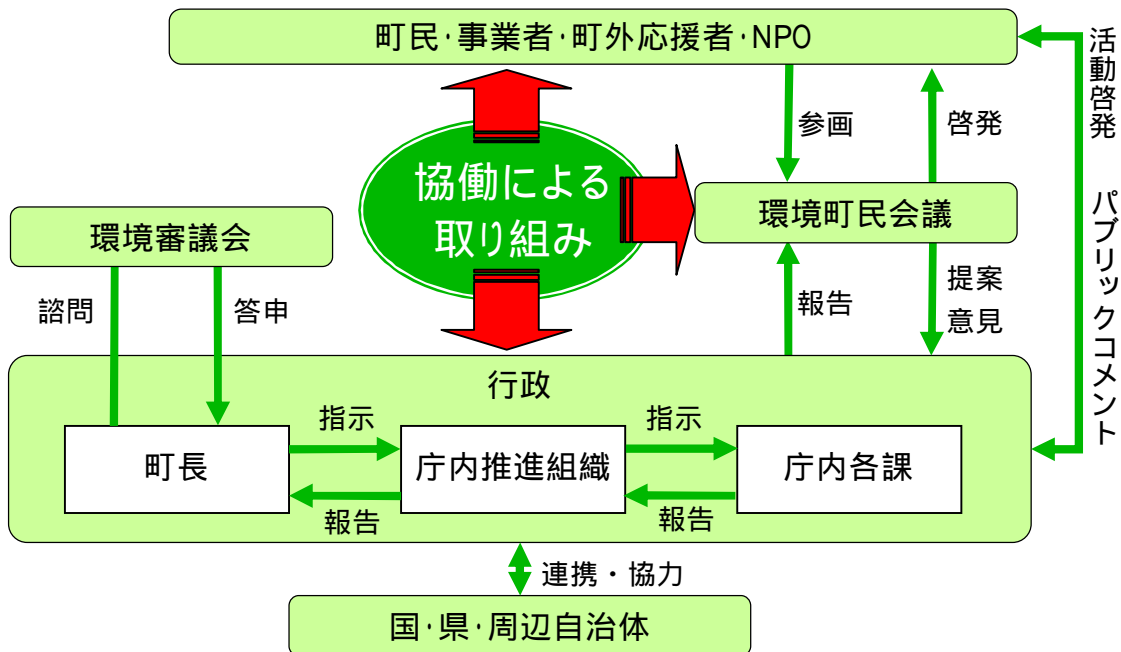 町民・事業者・町外応援者・NPO
活動啓発　パブリックコメント
参画
啓発
協働による
取り組み
環境町民会議
環境審議会
諮問
答申
報告
提案
意見
行政
指示
指示
町長
庁内推進組織
庁内各課
報告
報告
連携・協力
国・県・周辺自治体